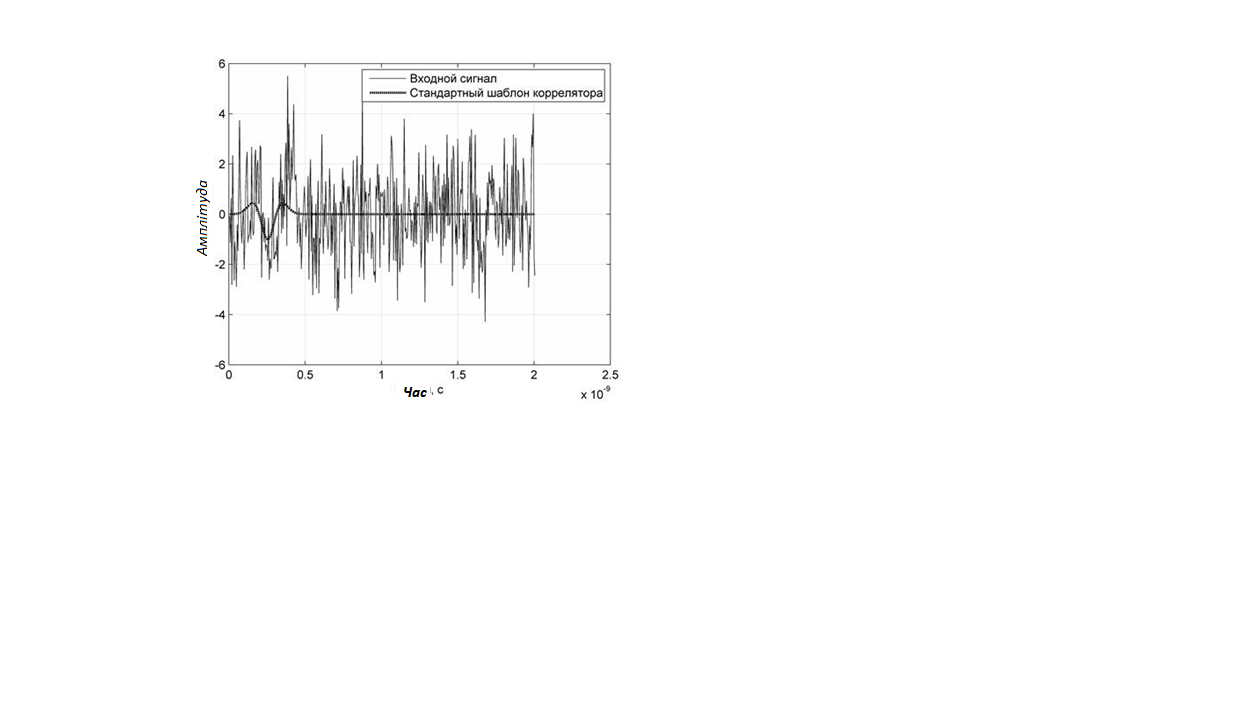 6
Входной сигнал
Стандартный шаблон коррелятора
4
2
Амплітуда
0
-2
-4
-6
0 0.5 1 1.5 2 2.5
Час , с
x 10-9